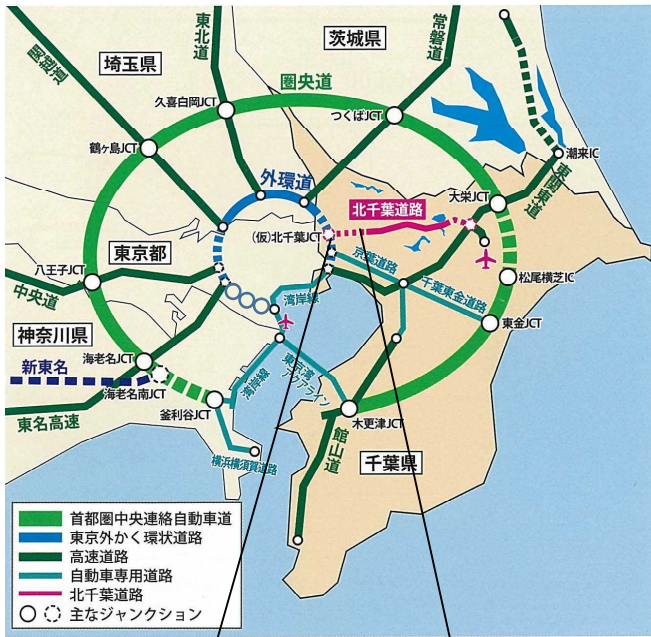 茨城県
常磐道
東北道
埼玉県
関越道
圏央道
久喜白岡JCT
つくばJCT
鶴ヶ島JCT
潮来IC
外環道
大栄JCT
東関東道
北千葉道路
(仮)北千葉JCT
東京都
京葉道路
八王子JCT
松尾横芝IC
中央道
湾岸線
千葉東金道路
東金JCT
神奈川県
海老名JCT
新東名
東京湾
アクアライン
海老名南JCT
釜利谷JCT
東名高速
木更津JCT
館山道
千葉県
横浜横須賀道路
首都圏中央連絡自動車道
東京外かく環状道路
高速道路
自動車専用道路
北千葉道路
主なジャンクション